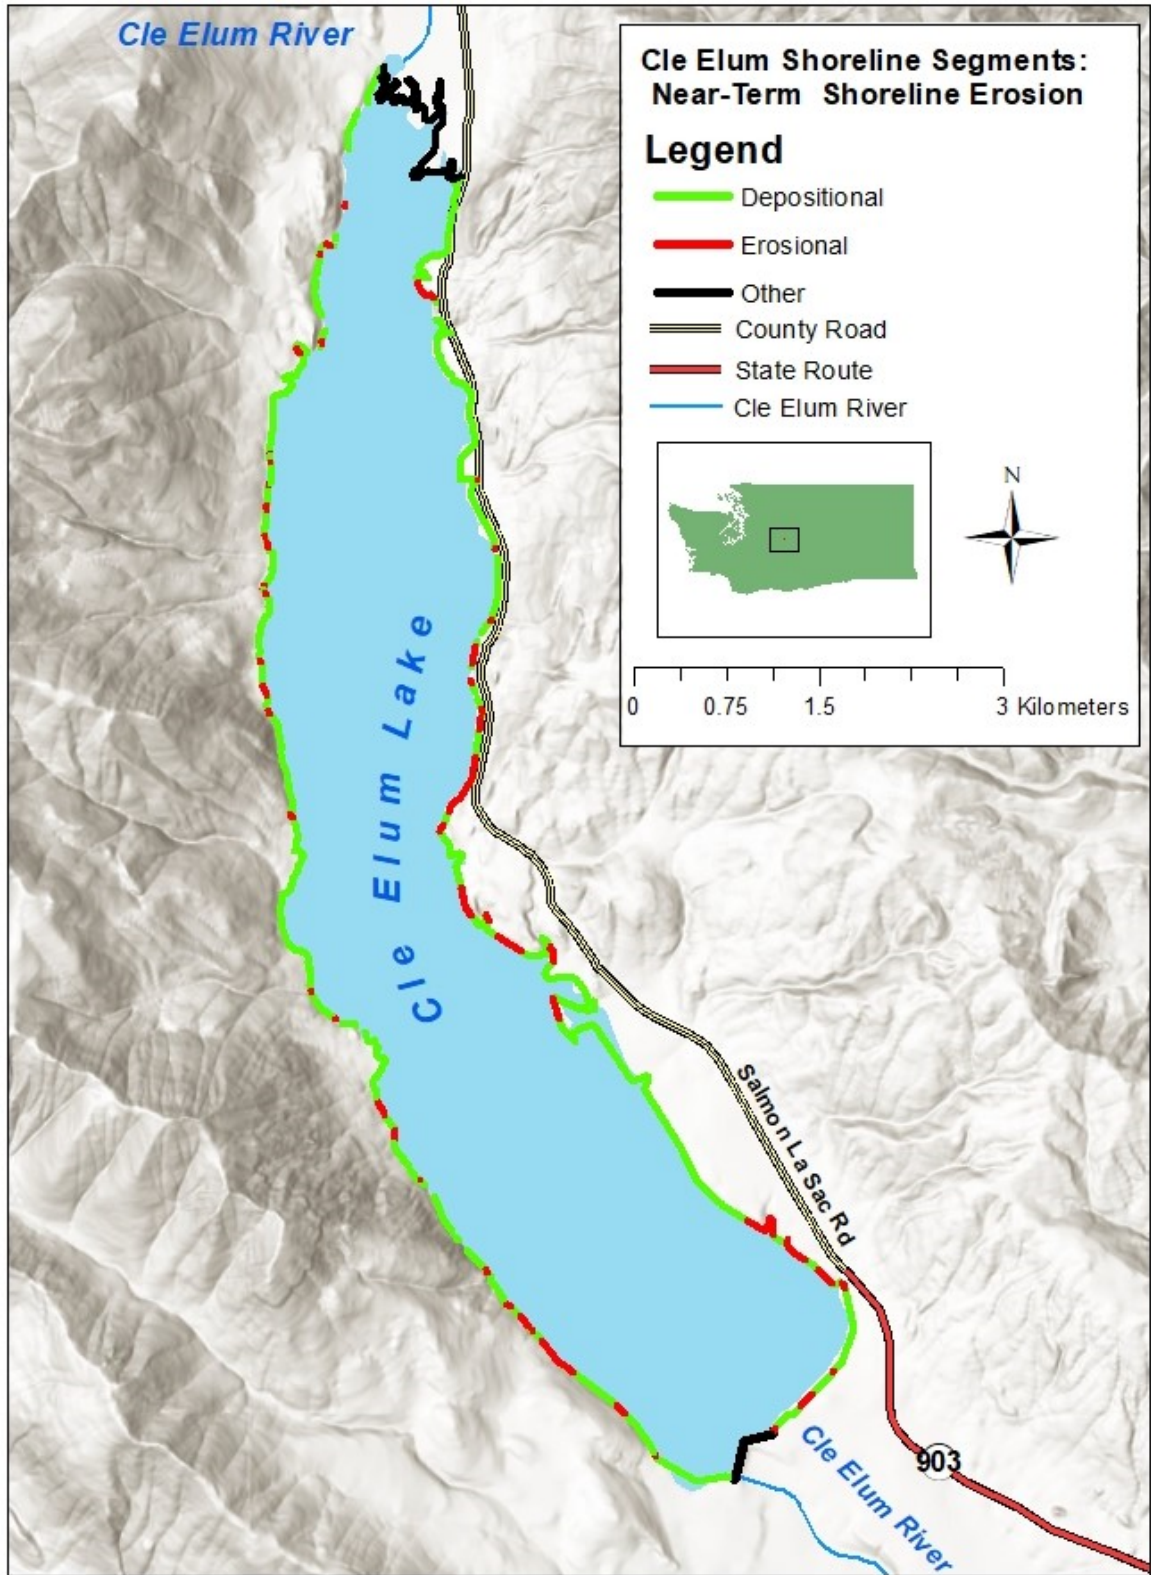 Cle Elum River
Cle Elum Shoreline Segments:
Near-Term Shoreline Erosion
Legend
Depositional
Erosional
Other
County Road
State Route
Cle Elum River
N
0 0.75 1.5 3 Kilometers
Cle Elum Lake
Salmon La Sac Rd
903
Cle Elum River